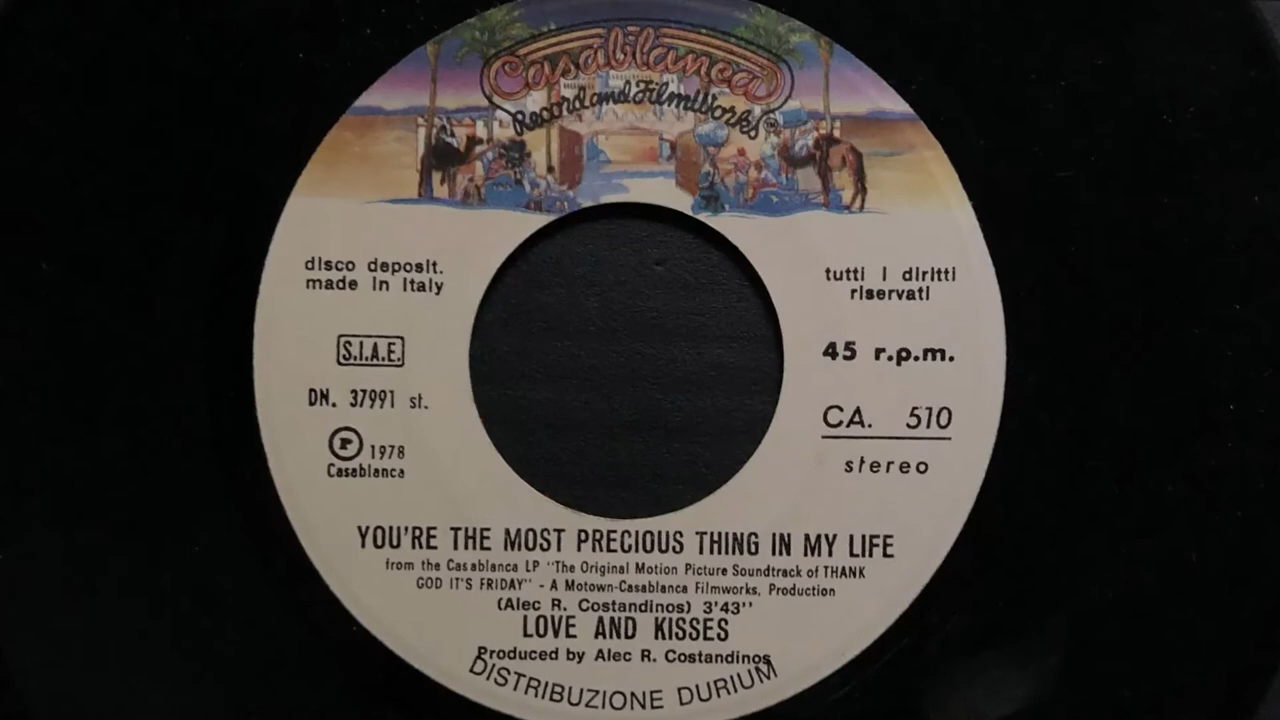 Casablanca
Record and FilmWorks
TM
disco deposit.
made in Italy
S.I.A.E.
DN. 37991 st.
P 1978
Casablanca
tutti i diritti
riservati
45 r.p.m.
CA. 510
stereo
YOU'RE THE MOST PRECIOUS THING IN MY LIFE
from the Casablanca LP "The Original Motion Picture Soundtrack of THANK
GOD IT'S FRIDAY" - A Motown-Casablanca Filmworks, Production
(Alec R. Costandinos) 3'43''
LOVE AND KISSES
Produced by Alec R. Costandinos
DISTRIBUZIONE DURIUM